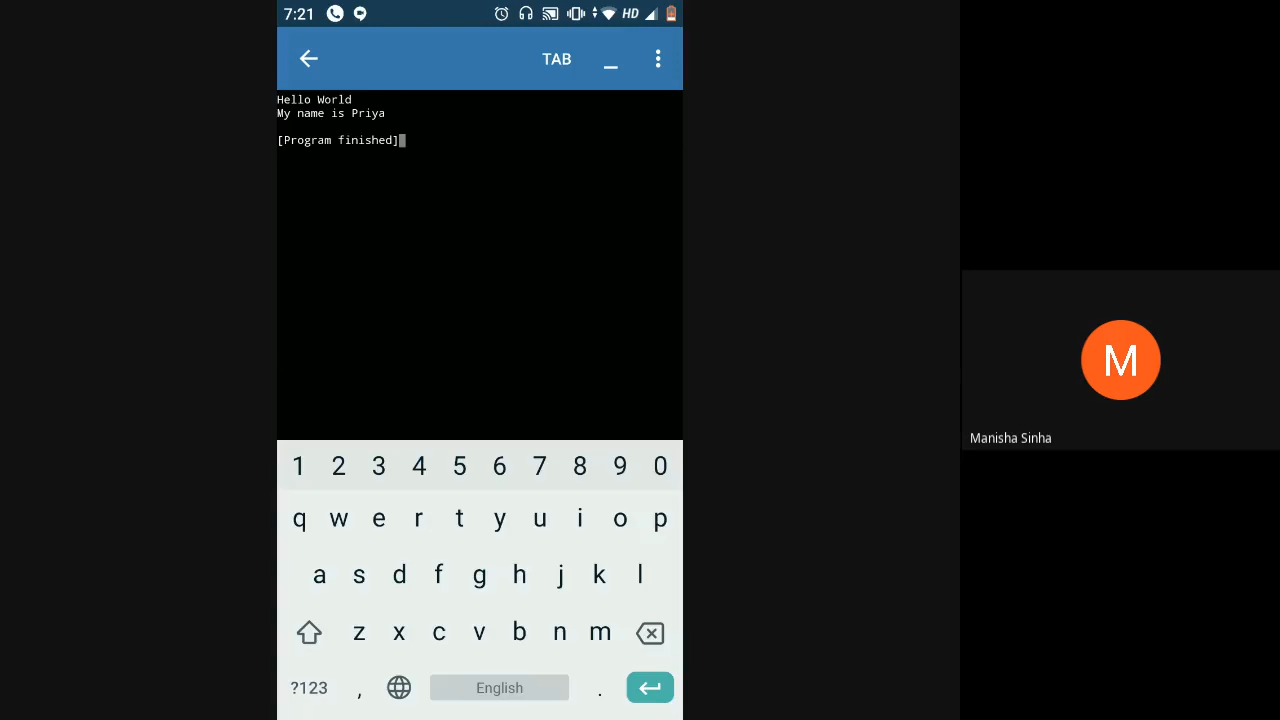 7:21 HD
TAB _
Hello World
My name is Priya
[Program finished]
1 2 3 4 5 6 7 8 9 0
q w e r t y u i o p
a s d f g h j k l
z x c v b n m
?123 , English .
M
Manisha Sinha